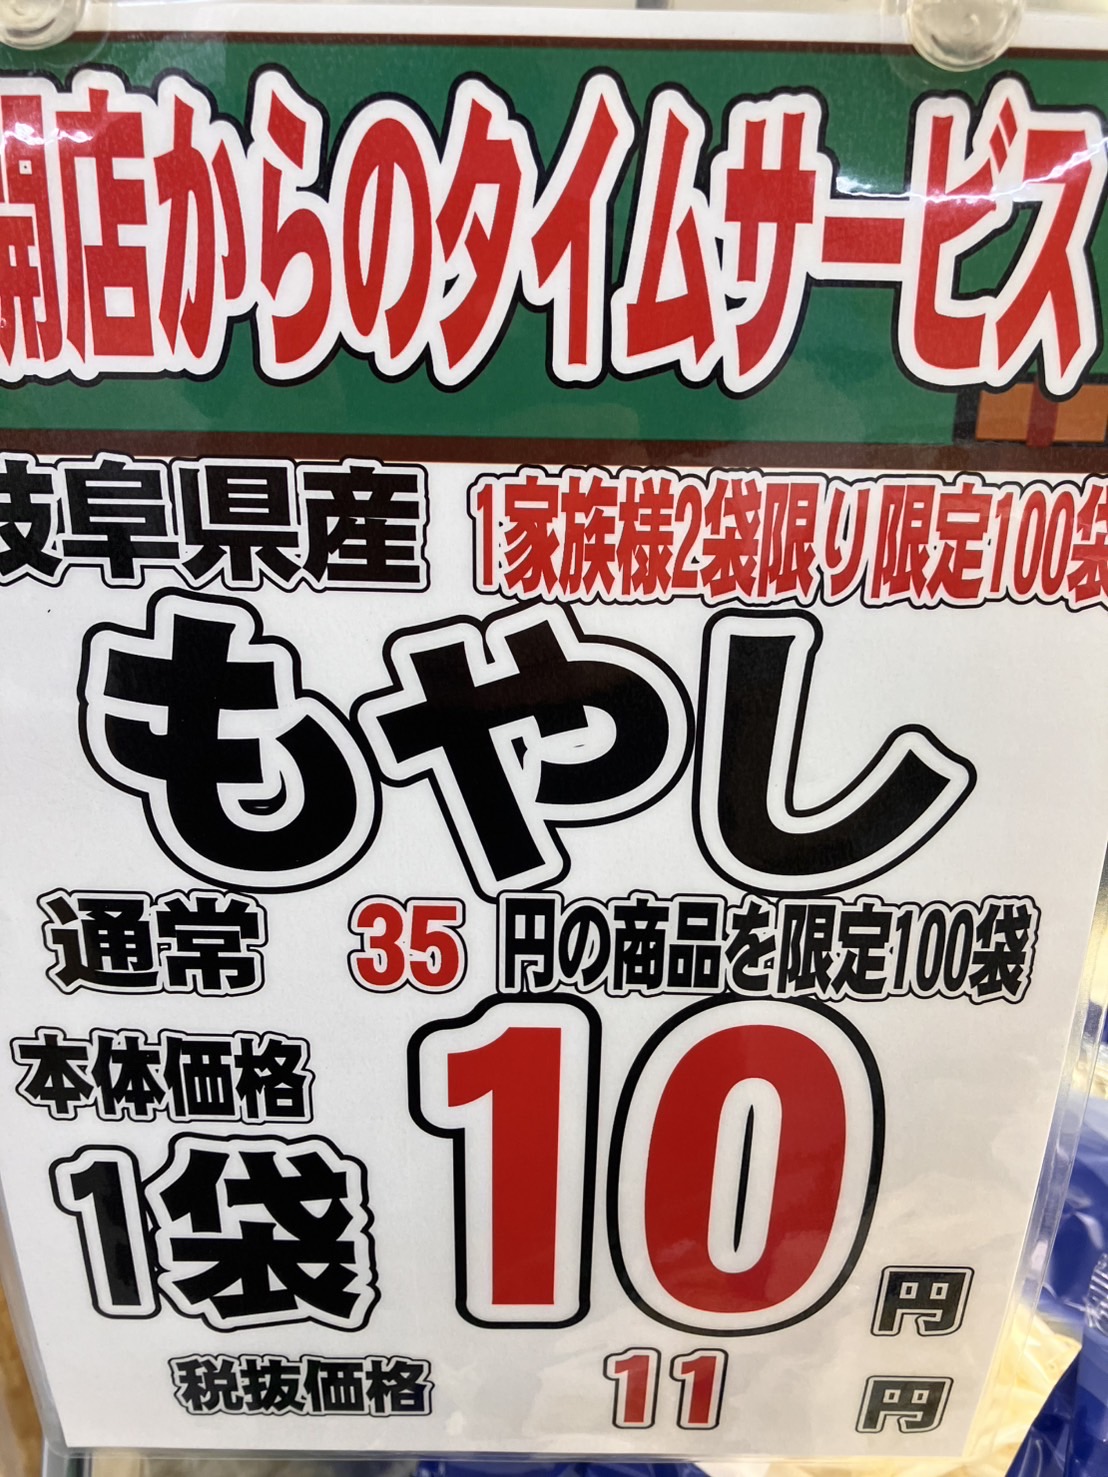 開店からのタイムサービス
岐阜県産
1家族様2袋限り限定100袋
もやし
通常 35 円の商品を限定100袋
本体価格
1袋 10 円
税抜価格 11 円